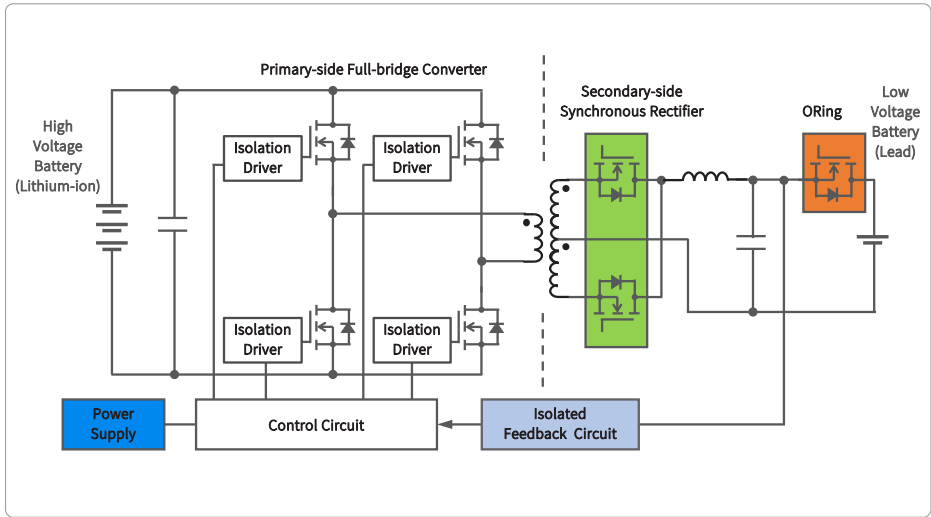 Primary-side Full-bridge Converter
High
Voltage
Battery
(Lithium-ion)
Isolation
Driver
Isolation
Driver
Secondary-side
Synchronous Rectifier
ORing
Low
Voltage
Battery
(Lead)
Isolation
Driver
Isolation
Driver
Power
Supply
Control Circuit
Isolated
Feedback Circuit